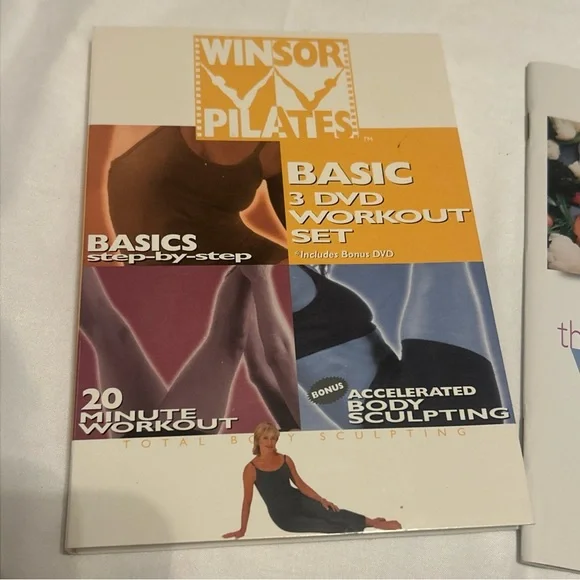 WINSOR
PILATES
TM
BASIC
3 DVD
WORKOUT
SET
*Includes Bonus DVD
BASICS
step-by-step
20
MINUTE
WORKOUT
BONUS
ACCELERATED
BODY
SCULPTING
TOTAL BODY SCULPTING
th